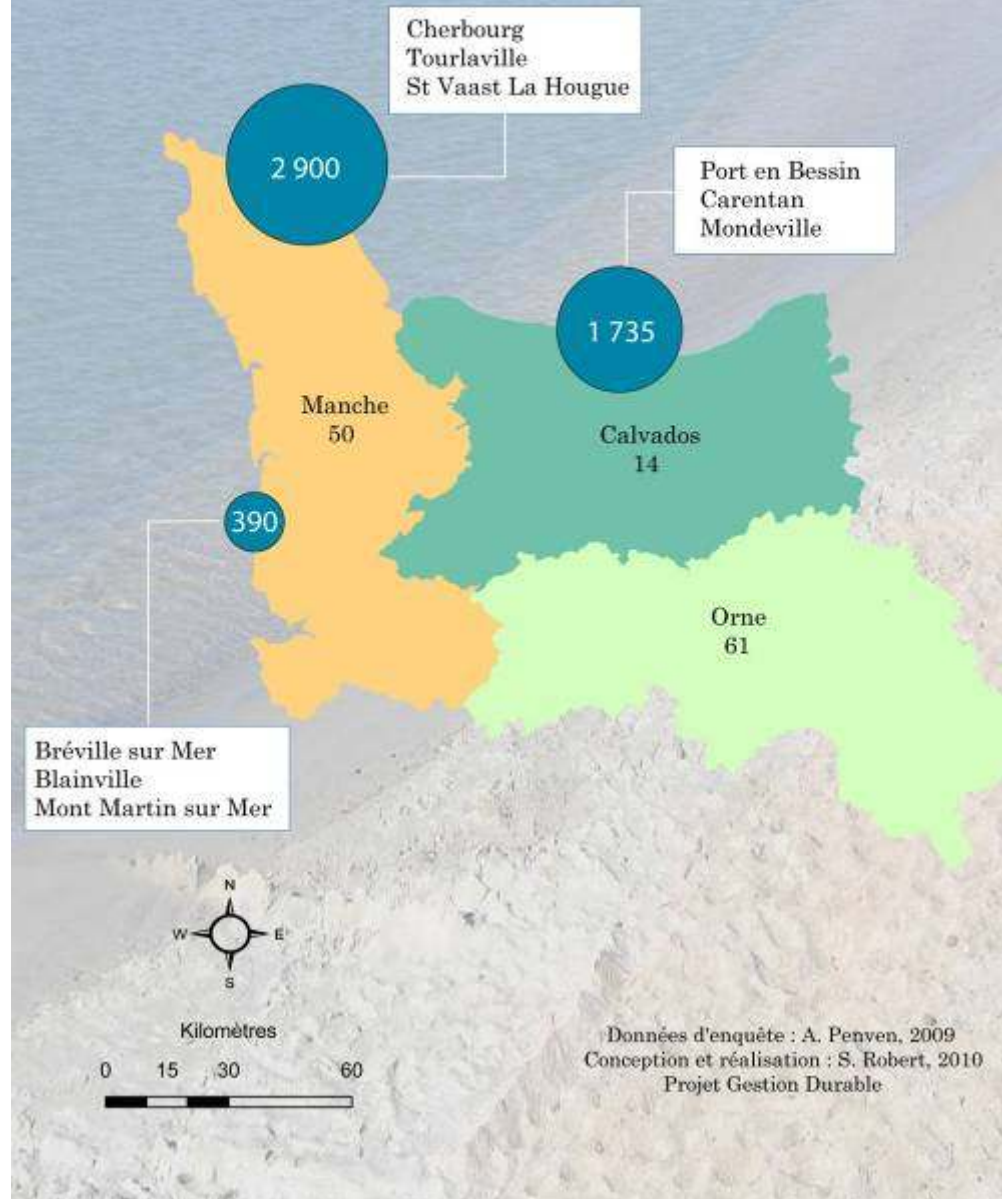 Cherbourg
Tourlaville
St Vaast La Hougue
2 900
Port en Bessin
Carentan
Mondeville
1 735
Manche
50
Calvados
14
390
Orne
61
Bréville sur Mer
Blainville
Mont Martin sur Mer
N
W E
S
Kilomètres
0 15 30 60
Données d'enquête : A. Penven, 2009
Conception et réalisation : S. Robert, 2010
Projet Gestion Durable